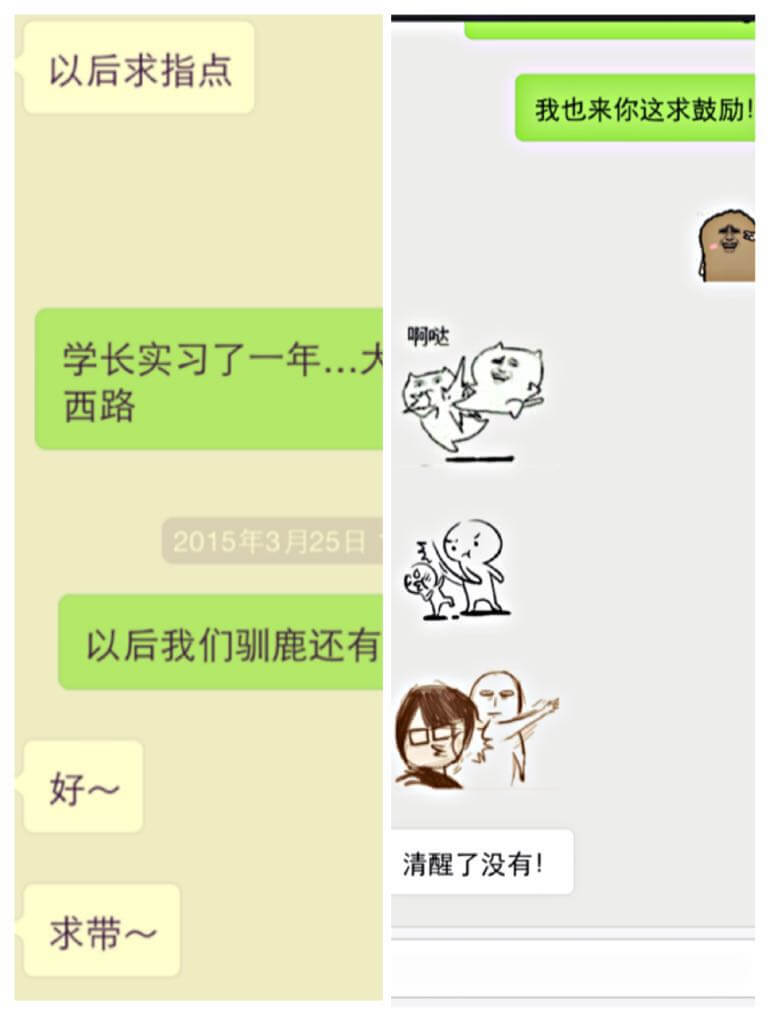 以后求指点
学长实习了一年...大
西路
2015年3月25日
以后我们驯鹿还有
好~
求带~
我也来你这求鼓励!
啊哒
清醒了没有!